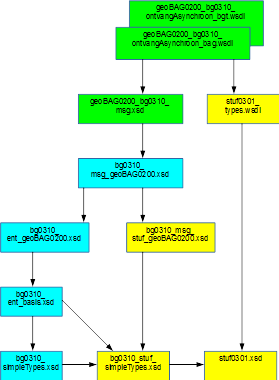 geoBAG0200_bg0310_
ontvangAsynchroon_bgt.wsdl
geoBAG0200_bg0310_
ontvangAsynchroon_bag.wsdl
geoBAG0200_bg0310_
msg.xsd
stuf0301_
types.wsdl
bg0310_
msg_geoBAG0200.xsd
bg0310_
ent_geoBAG0200.xsd
bg0310_msg_
stuf_geoBAG0200.xsd
bg0310_
ent_basis.xsd
bg0310_
simpleTypes.xsd
bg0310_stuf_
simpleTypes.xsd
stuf0301.xsd